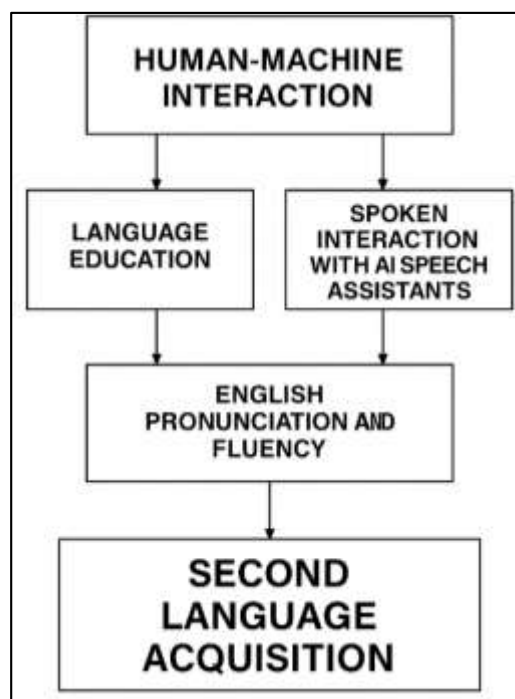 HUMAN-MACHINE
INTERACTION
LANGUAGE
EDUCATION
SPOKEN
INTERACTION
WITH AI SPEECH
ASSISTANTS
ENGLISH
PRONUNCIATION AND
FLUENCY
SECOND
LANGUAGE
ACQUISITION